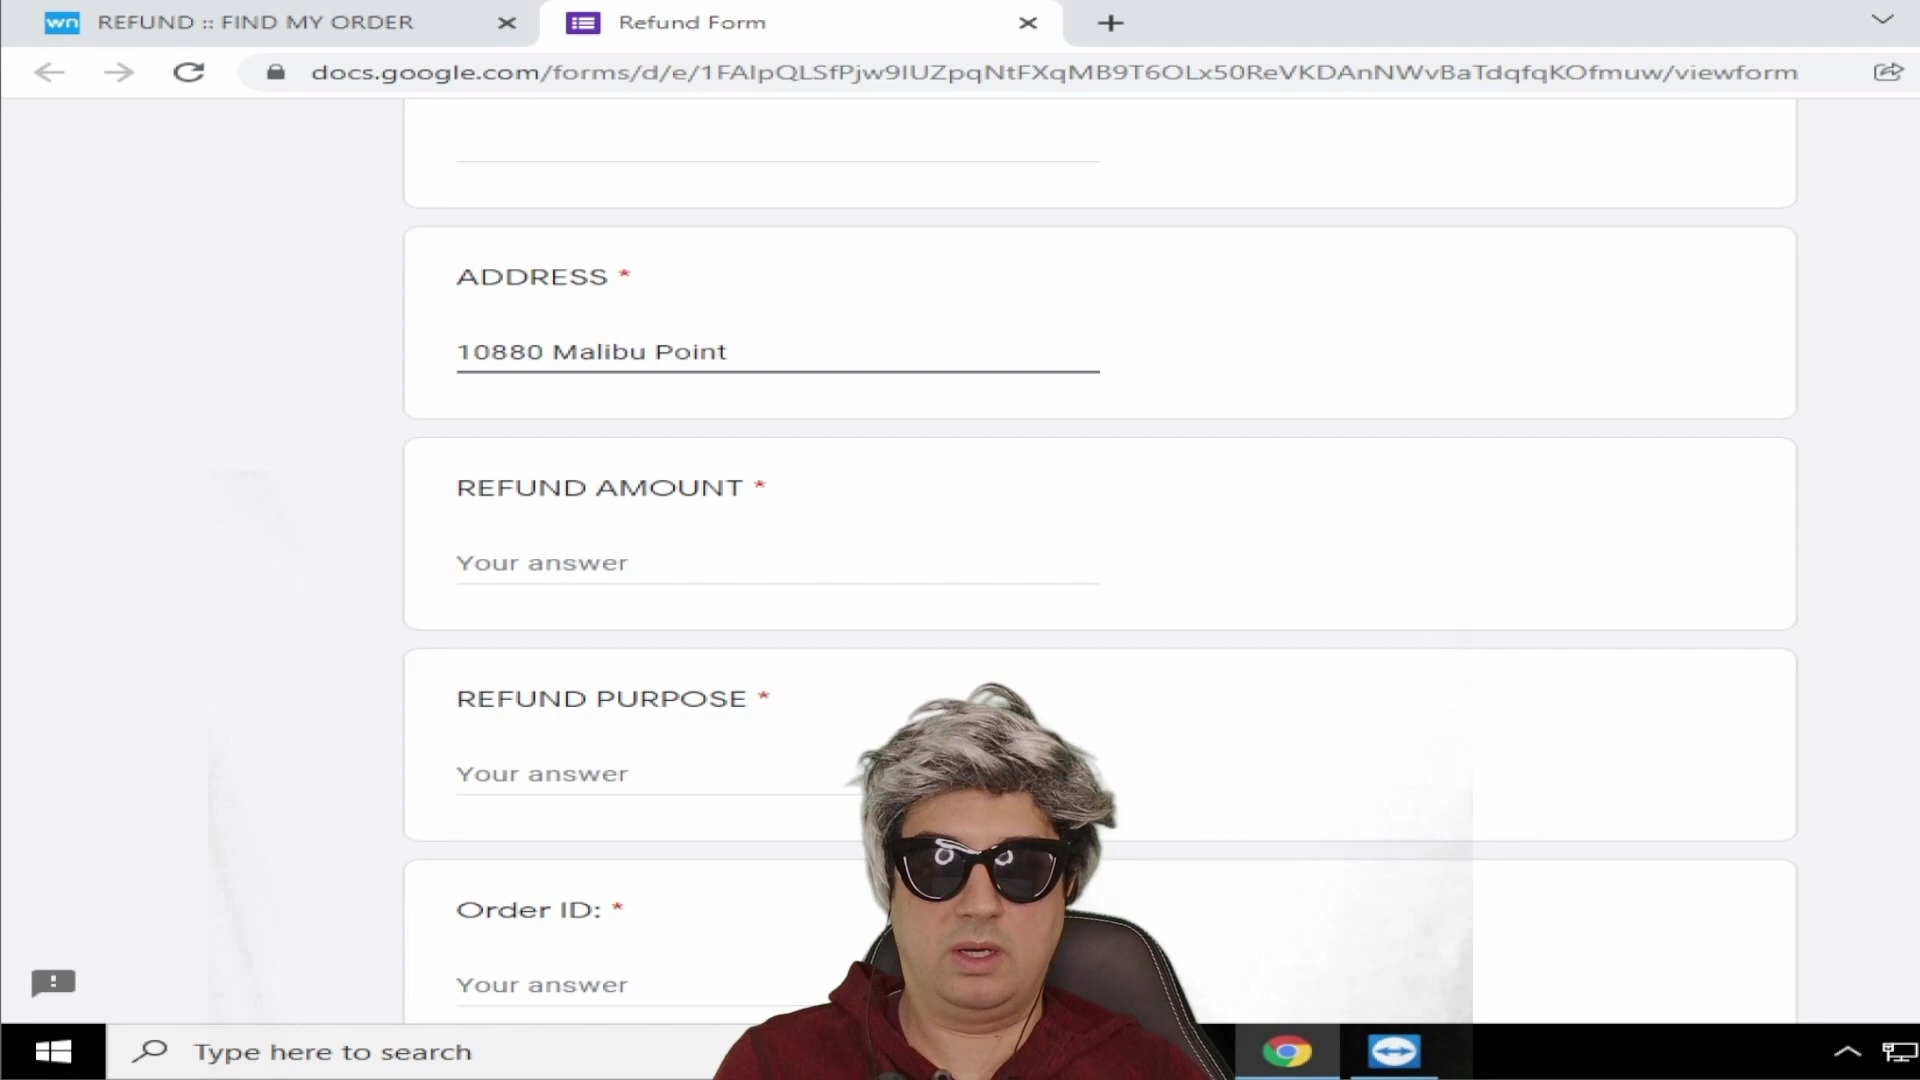 wn REFUND :: FIND MY ORDER
Refund Form
docs.google.com/forms/d/e/1FAIpQLSfPjw9IUZpqNtFXqMB9T6OLx50ReVKDAnNWvBaTdqfqKOfmuw/viewform
ADDRESS *
10880 Malibu Point
REFUND AMOUNT *
Your answer
REFUND PURPOSE *
Your answer
Order ID: *
Your answer
Type here to search